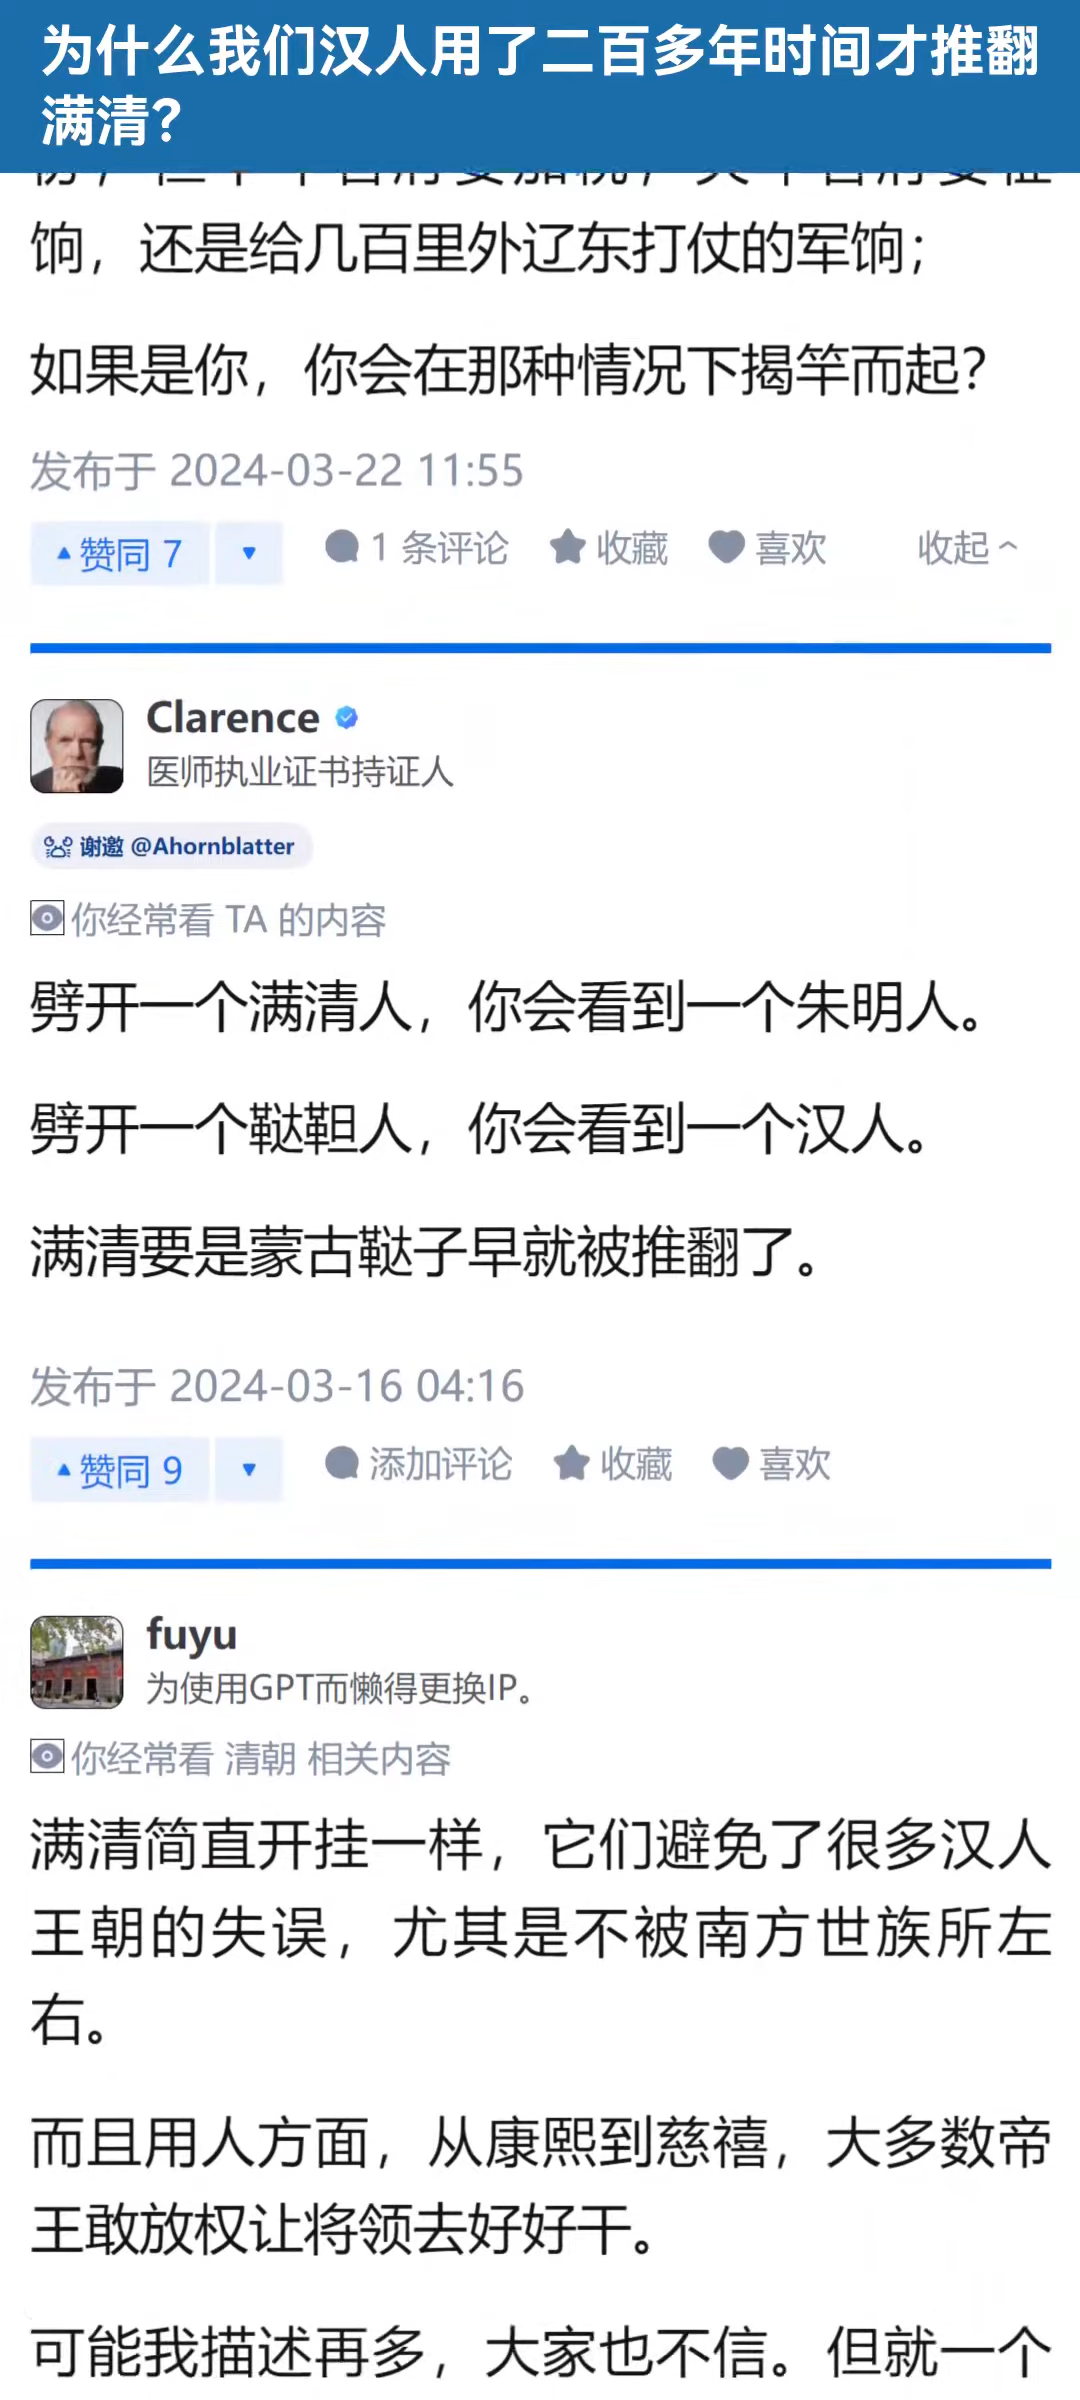 为什么我们汉人用了二百多年时间才推翻
满清？
饷，还是给几百里外辽东打仗的军饷；
如果是你，你会在那种情况下揭竿而起？
发布于 2024-03-22 11:55
赞同 7
1 条评论
收藏
喜欢
收起
Clarence
医师执业证书持证人
谢邀 @Ahornblatter
你经常看 TA 的内容
劈开一个满清人，你会看到一个朱明人。
劈开一个鞑靼人，你会看到一个汉人。
满清要是蒙古鞑子早就被推翻了。
发布于 2024-03-16 04:16
赞同 9
添加评论
收藏
喜欢
fuyu
为使用GPT而懒得更换IP。
你经常看 清朝 相关内容
满清简直开挂一样，它们避免了很多汉人
王朝的失误，尤其是不被南方世族所左
右。
而且用人方面，从康熙到慈禧，大多数帝
王敢放权让将领去好好干。
可能我描述再多，大家也不信。但就一个